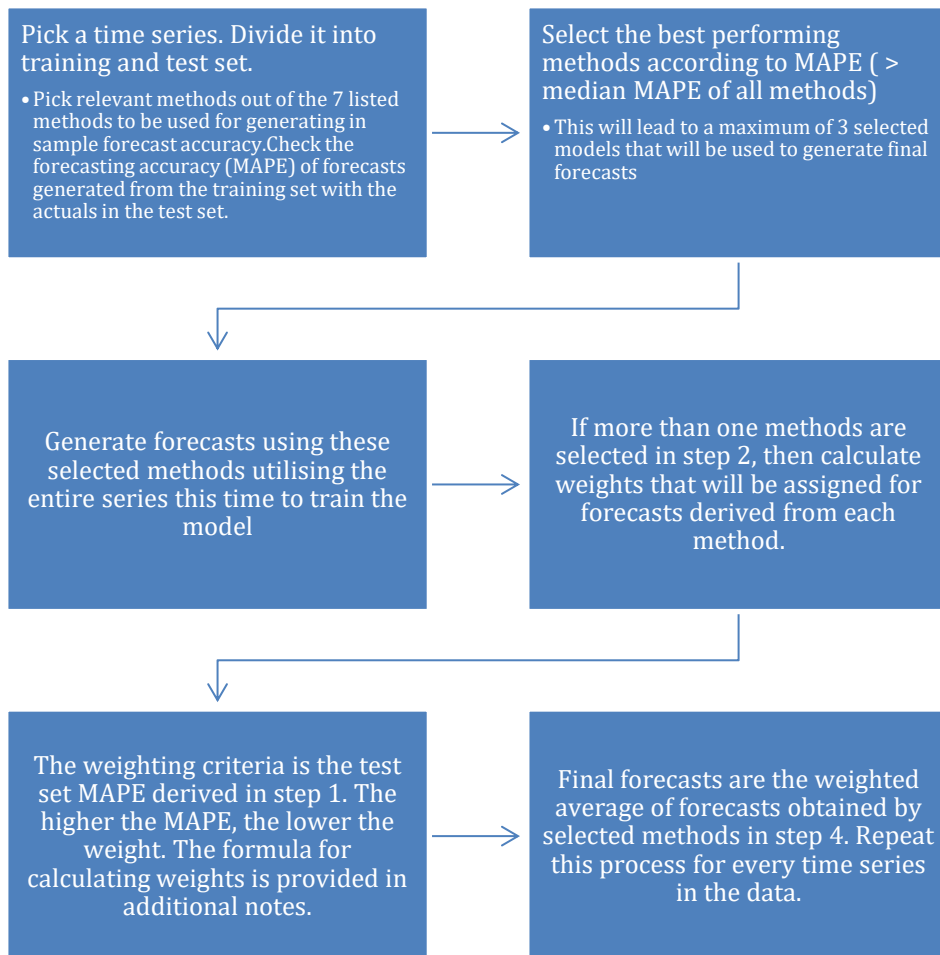 Pick a time series. Divide it into
training and test set.
• Pick relevant methods out of the 7 listed
methods to be used for generating in
sample forecast accuracy.Check the
forecasting accuracy (MAPE) of forecasts
generated from the training set with the
actuals in the test set.
Select the best performing
methods according to MAPE ( >
median MAPE of all methods)
• This will lead to a maximum of 3 selected
models that will be used to generate final
forecasts
Generate forecasts using these
selected methods utilising the
entire series this time to train the
model
If more than one methods are
selected in step 2, then calculate
weights that will be assigned for
forecasts derived from each
method.
The weighting criteria is the test
set MAPE derived in step 1. The
higher the MAPE, the lower the
weight. The formula for
calculating weights is provided in
additional notes.
Final forecasts are the weighted
average of forecasts obtained by
selected methods in step 4. Repeat
this process for every time series
in the data.